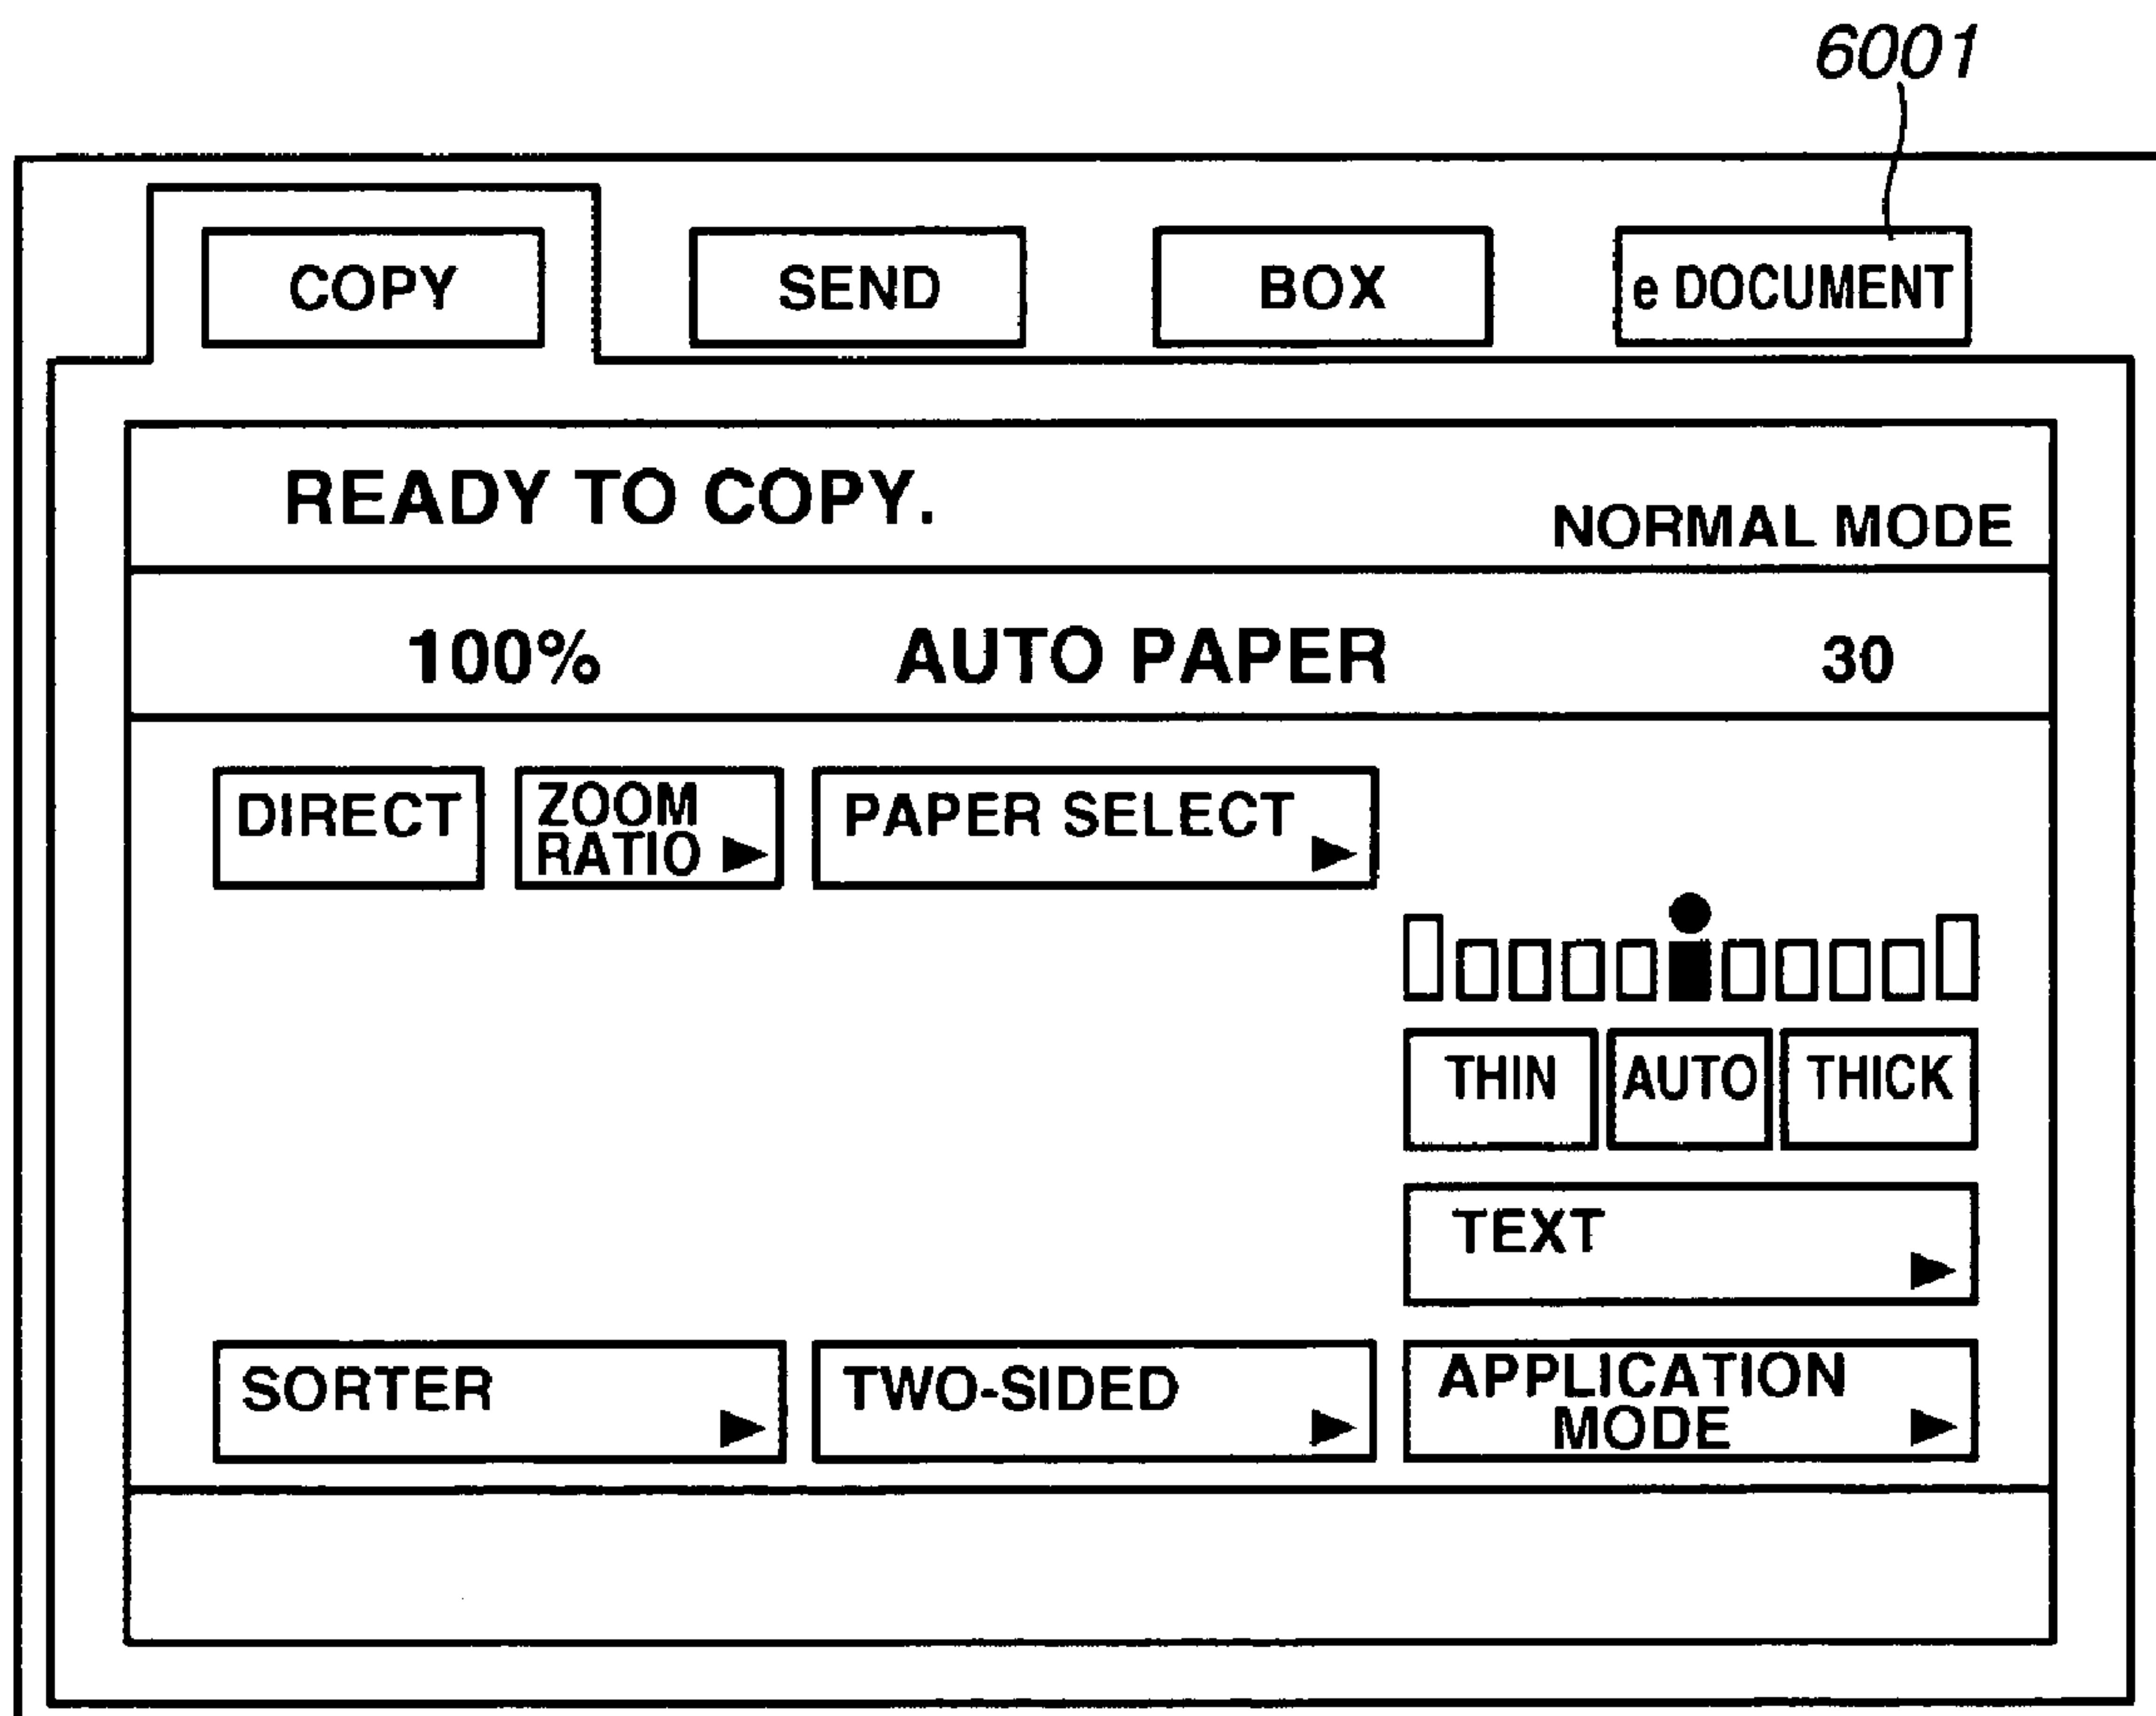 6001
COPY
SEND
BOX
e DOCUMENT
READY TO COPY.
NORMAL MODE
100%
AUTO PAPER
30
DIRECT
ZOOM
RATIO
PAPER SELECT
THIN
AUTO
THICK
TEXT
SORTER
TWO-SIDED
APPLICATION
MODE